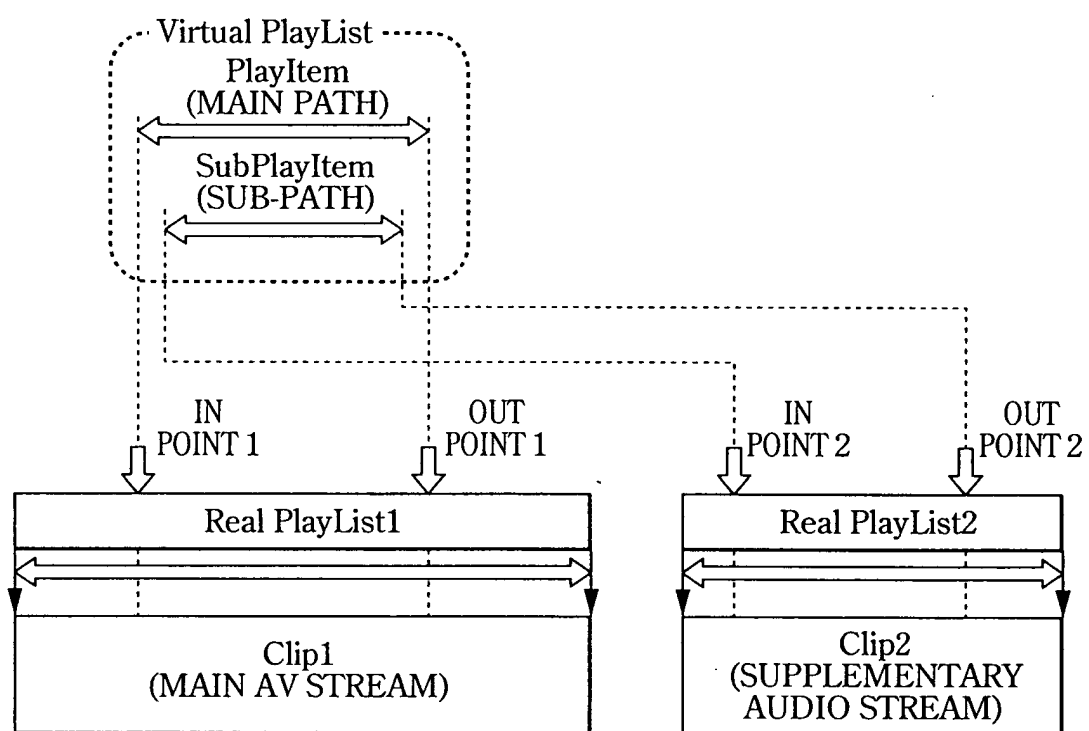 Virtual PlayList
PlayItem
(MAIN PATH)
SubPlayItem
(SUB-PATH)
IN
POINT 1
OUT
POINT 1
IN
POINT 2
OUT
POINT 2
Real PlayList1
Real PlayList2
Clip1
(MAIN AV STREAM)
Clip2
(SUPPLEMENTARY
AUDIO STREAM)